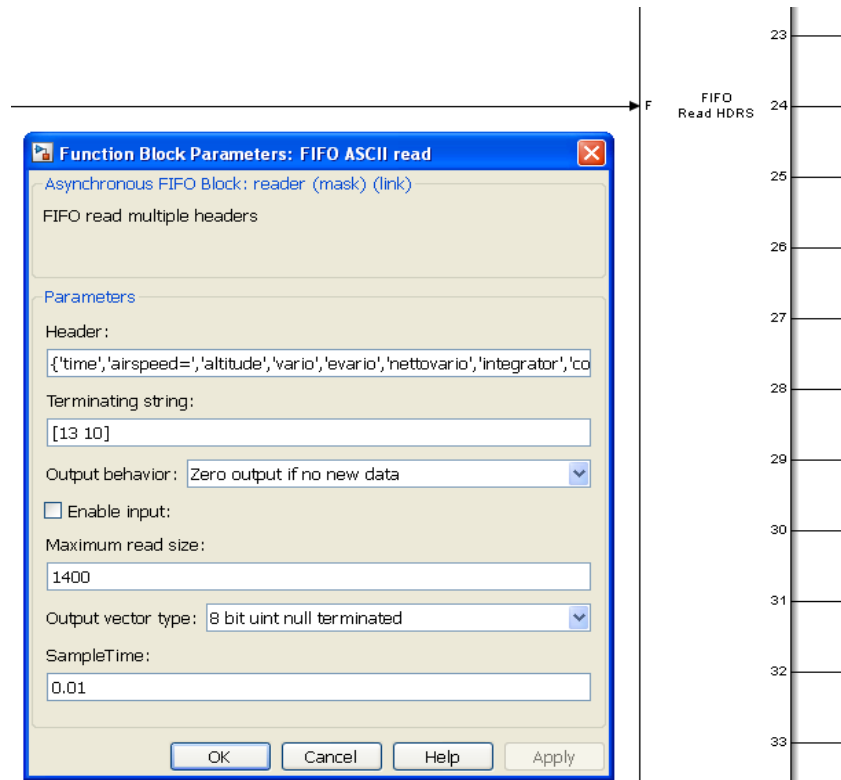 23
F FIFO 24
Read HDRS
Function Block Parameters: FIFO ASCII read
Asynchronous FIFO Block: reader (mask) (link)
25
FIFO read multiple headers
26
Parameters
27
Header:
{'time','airspeed=','altitude','vario','evario','nettovario','integrator','co
28
Terminating string:
[13 10]
29
Output behavior: Zero output if no new data
Enable input:
30
Maximum read size:
1400
31
Output vector type: 8 bit uint null terminated
SampleTime:
32
0.01
33
OK Cancel Help Apply